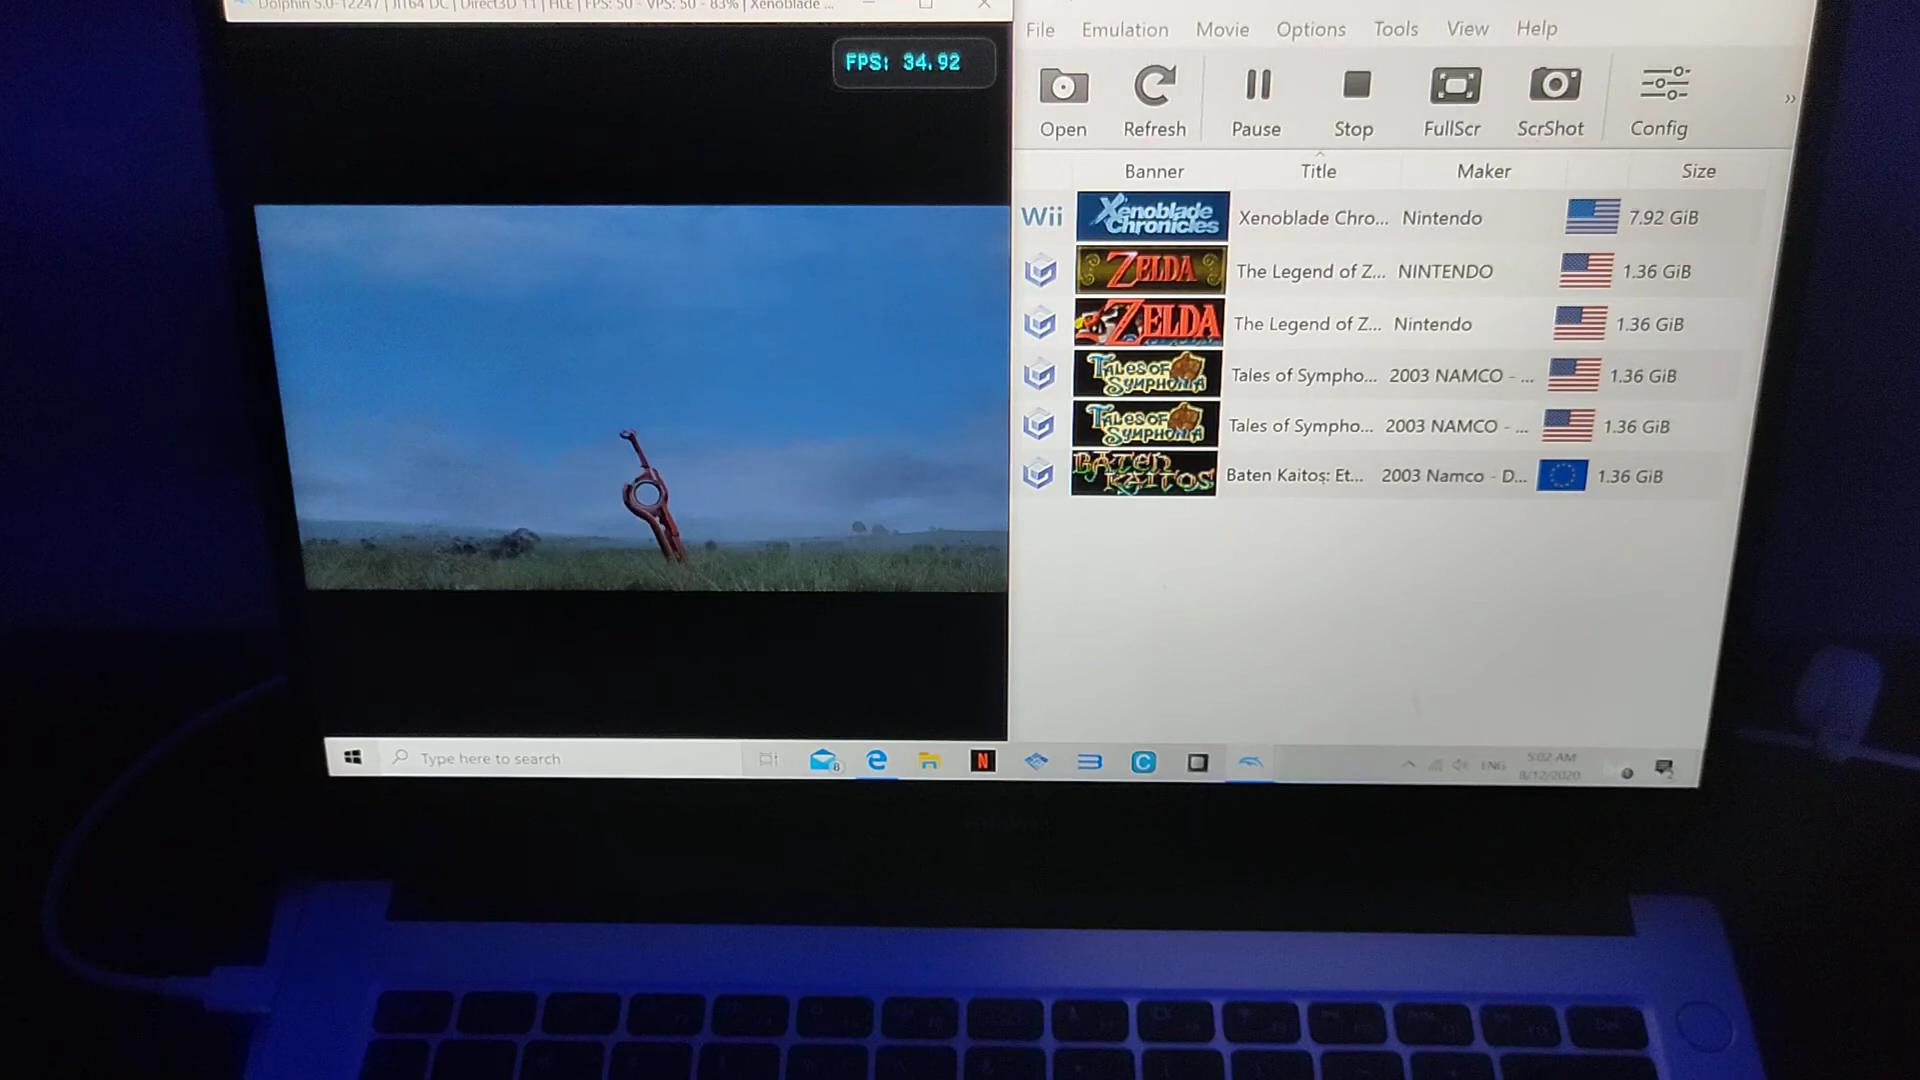 Dolphin 5.0-12247 | JIT64 DC | Direct3D 11 | HLE | FPS: 50 - VPS: 50 - 83% | Xenoblade ...
FPS: 34.92
File Emulation Movie Options Tools View Help
Open Refresh Pause Stop FullScr ScrShot Config
Banner Title Maker Size
Wii Xenoblade Chronicles Xenoblade Chro... Nintendo 7.92 GiB
ZELDA The Legend of Z... NINTENDO 1.36 GiB
ZELDA The Legend of Z... Nintendo 1.36 GiB
TALES OF SYMPHONIA Tales of Sympho... 2003 NAMCO - ... 1.36 GiB
TALES OF SYMPHONIA Tales of Sympho... 2003 NAMCO - ... 1.36 GiB
BATEN KAITOS Baten Kaitos: Et... 2003 Namco - D... 1.36 GiB
Type here to search
8
N
C
ENG
5:02 AM
8/12/2020
2